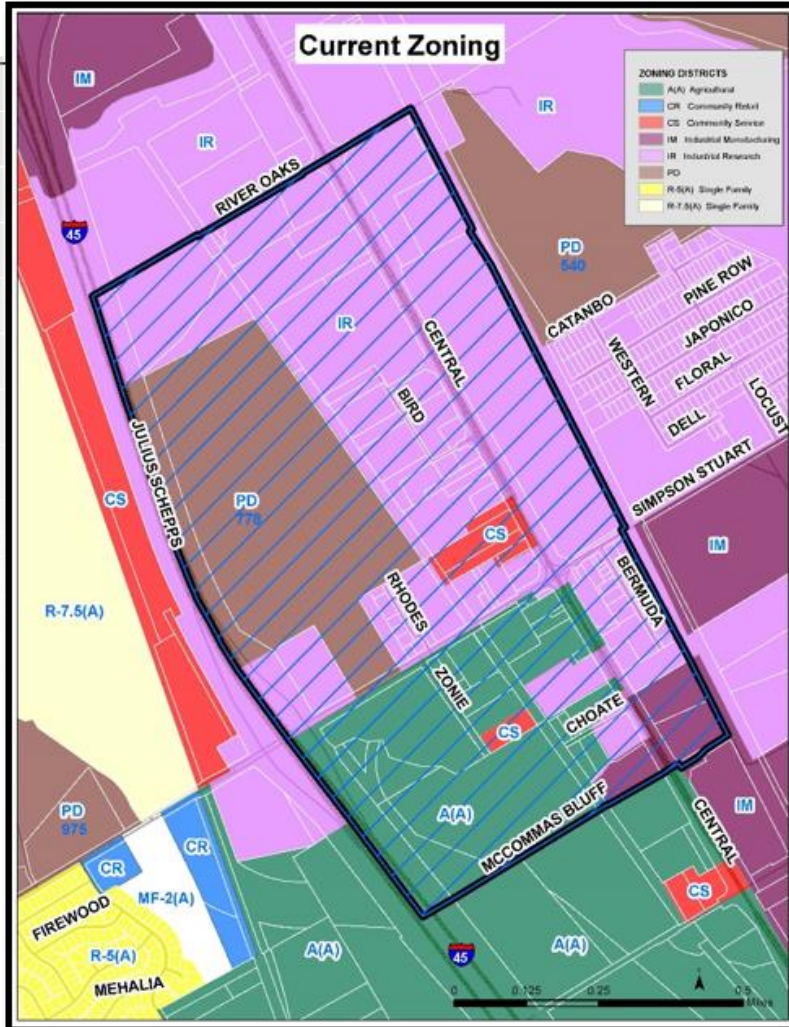 Current Zoning
ZONING DISTRICTS
A(A) Agricultural
CR Community Retail
CS Community Service
IM Industrial Manufacturing
IR Industrial Research
PD
R-5(A) Single Family
R-7.5(A) Single Family
IM
IR
IR
RIVER OAKS
45
PD
540
PINE ROW
CATANBO
JAPONICO
IR
CENTRAL
WESTERN
FLORAL
BIRD
LOCUST
DELL
JULIUS SCHEPPS
SIMPSON STUART
CS
PD
778
CS
IM
RHODES
BERMUDA
R-7.5(A)
ZONIE
CHOATE
CS
MCCOMMAS BLUFF
A(A)
PD
975
CENTRAL
IM
CR
CR
CS
MF-2(A)
FIREWOOD
R-5(A)
A(A)
A(A)
45
MEHALIA
0 0.125 0.25 0.5
Miles